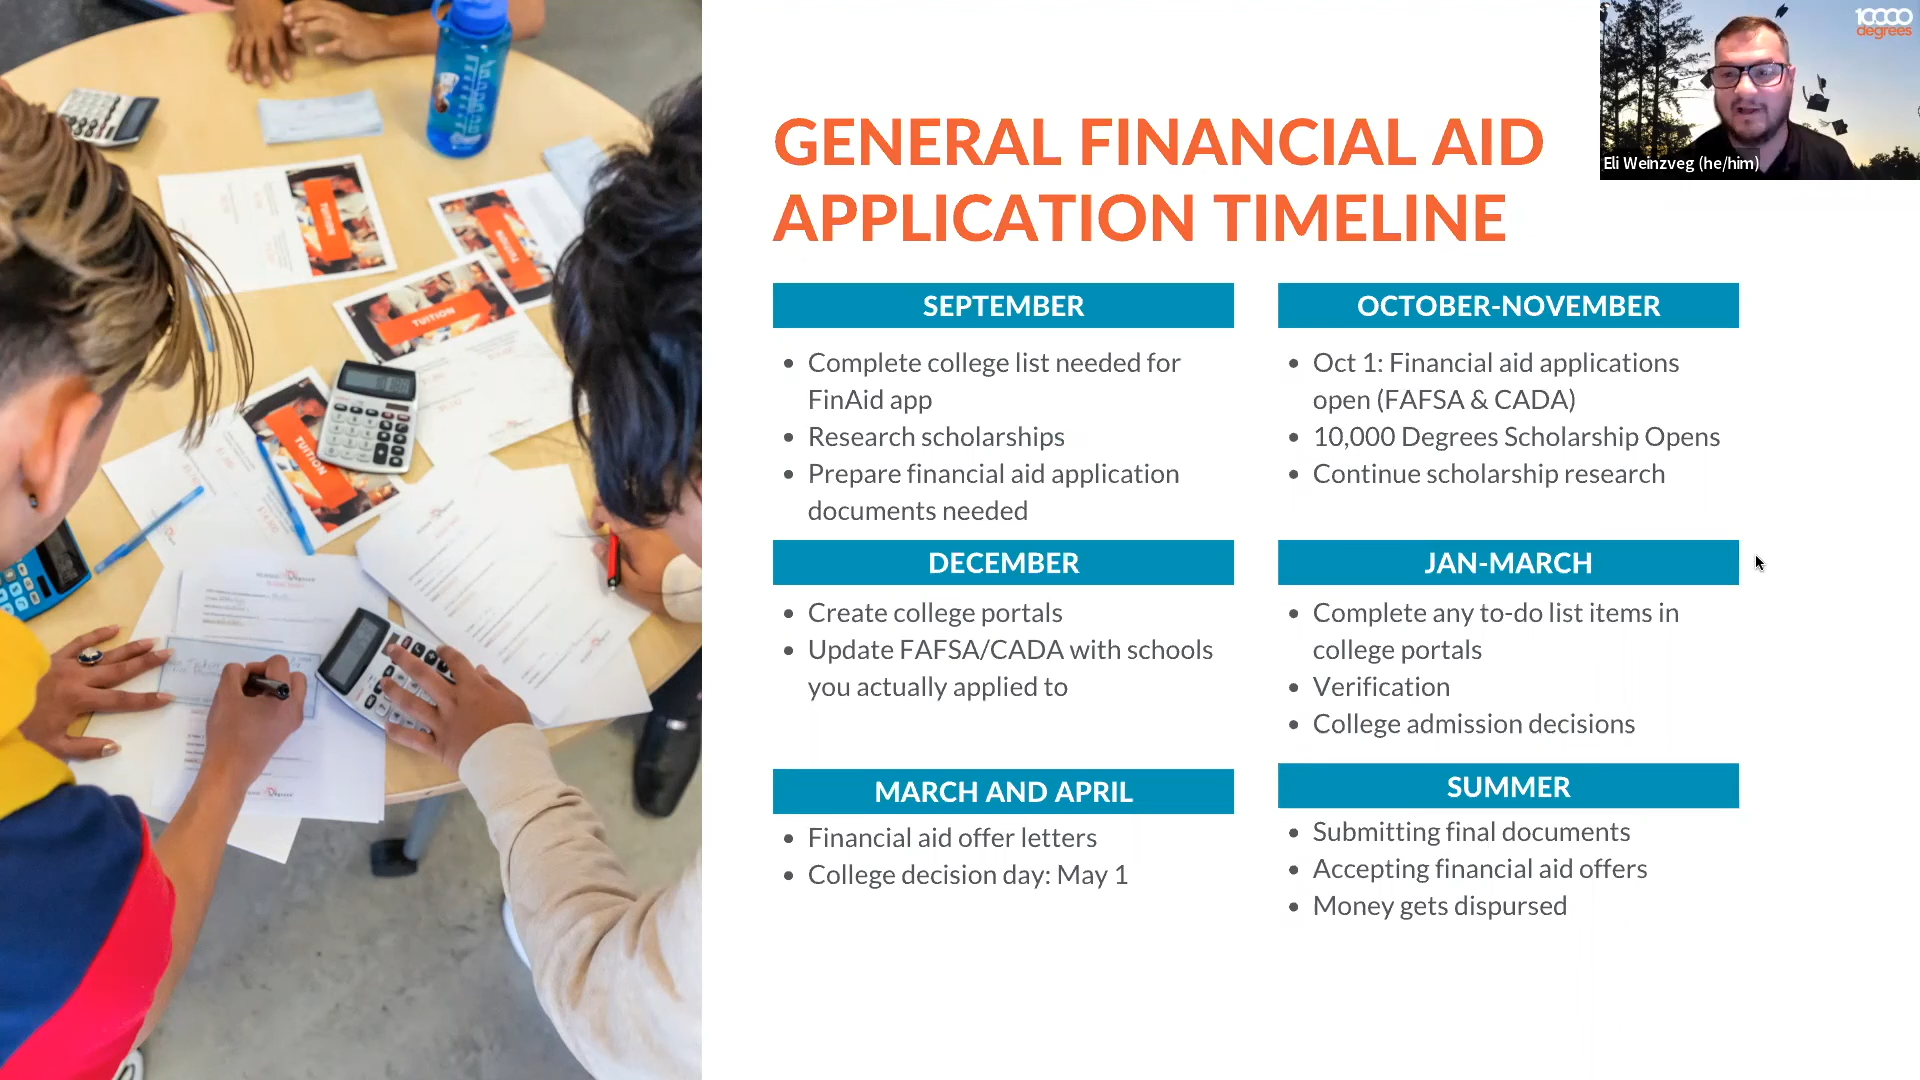 10000
degrees
Eli Weinzveg (he/him)
GENERAL FINANCIAL AID
APPLICATION TIMELINE
SEPTEMBER
• Complete college list needed for
FinAid app
• Research scholarships
• Prepare financial aid application
documents needed
OCTOBER-NOVEMBER
• Oct 1: Financial aid applications
open (FAFSA & CADA)
• 10,000 Degrees Scholarship Opens
• Continue scholarship research
DECEMBER
• Create college portals
• Update FAFSA/CADA with schools
you actually applied to
JAN-MARCH
• Complete any to-do list items in
college portals
• Verification
• College admission decisions
MARCH AND APRIL
• Financial aid offer letters
• College decision day: May 1
SUMMER
• Submitting final documents
• Accepting financial aid offers
• Money gets dispursed
TUITION
TUITION
TUITION
TUITION